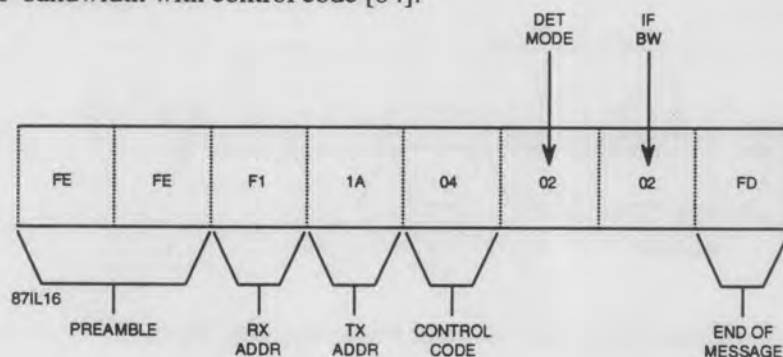 bandwidth with control code [04].
DET MODE
IF BW
FE FE F1 1A 04 02 02 FD
87IL16
PREAMBLE
RX ADDR
TX ADDR
CONTROL CODE
END OF MESSAGE